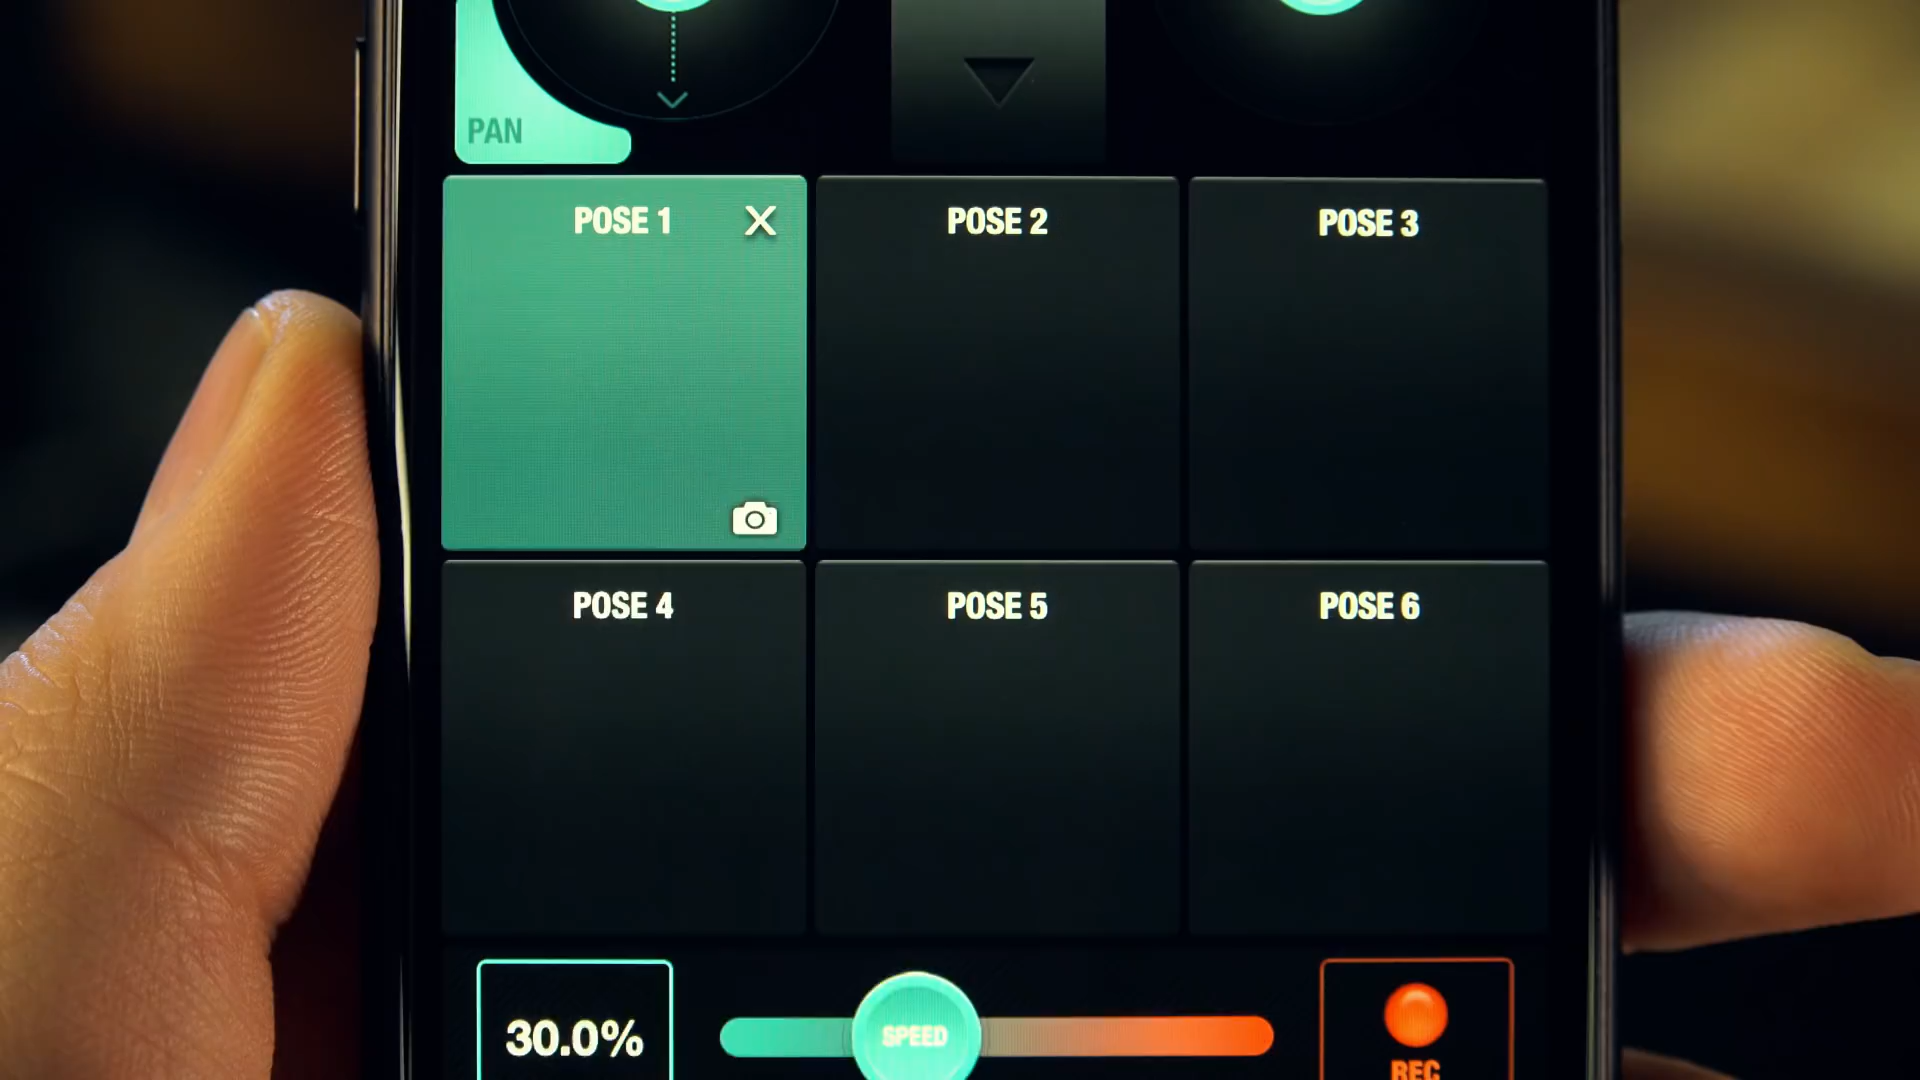 PAN
POSE 1 X
POSE 2
POSE 3
POSE 4
POSE 5
POSE 6
30.0%
SPEED
REC